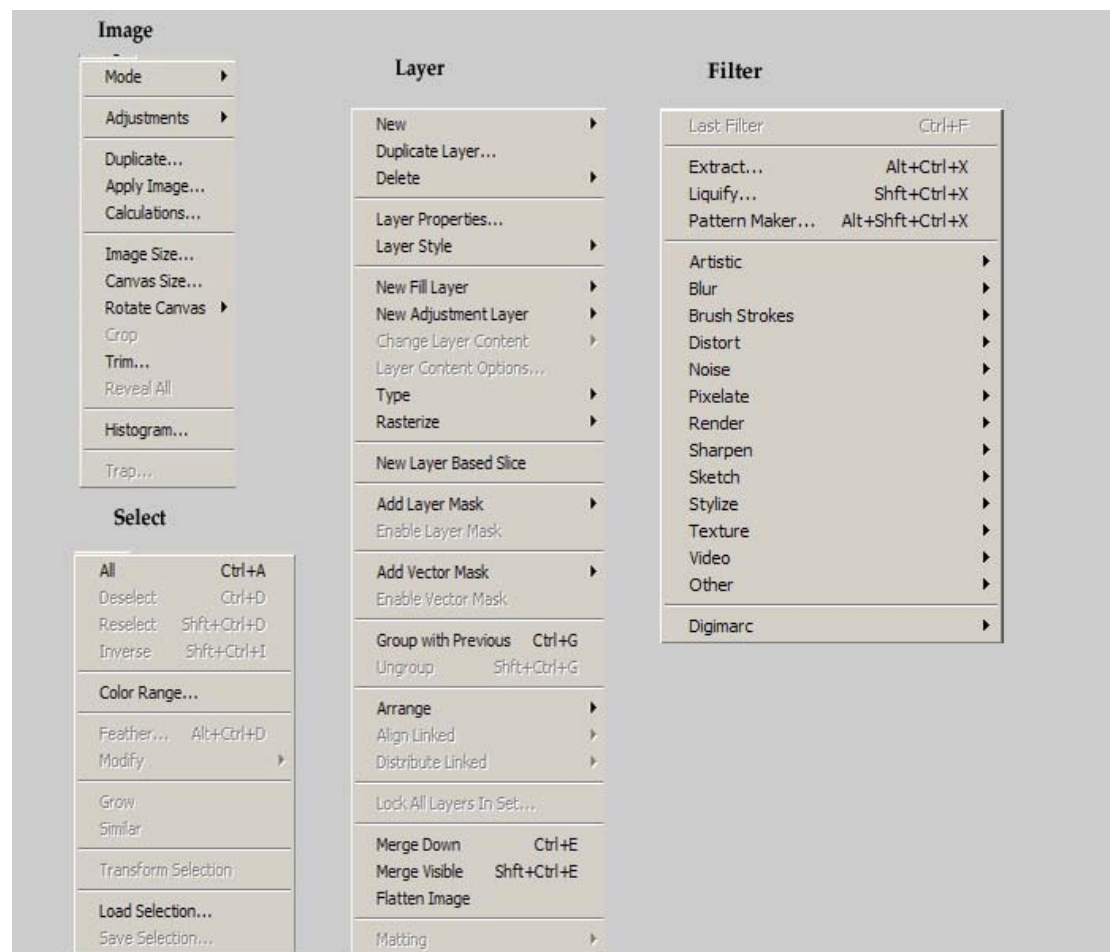 Image
Mode
Adjustments
Duplicate...
Apply Image...
Calculations...
Image Size...
Canvas Size...
Rotate Canvas
Crop
Trim...
Reveal All
Histogram...
Trap...
Select
All Ctrl+A
Deselect Ctrl+D
Reselect Shft+Ctrl+D
Inverse Shft+Ctrl+I
Color Range...
Feather... Alt+Ctrl+D
Modify
Grow
Similar
Transform Selection
Load Selection...
Save Selection...
Layer
New
Duplicate Layer...
Delete
Layer Properties...
Layer Style
New Fill Layer
New Adjustment Layer
Change Layer Content
Layer Content Options...
Type
Rasterize
New Layer Based Slice
Add Layer Mask
Enable Layer Mask
Add Vector Mask
Enable Vector Mask
Group with Previous Ctrl+G
Ungroup Shft+Ctrl+G
Arrange
Align Linked
Distribute Linked
Lock All Layers In Set...
Merge Down Ctrl+E
Merge Visible Shft+Ctrl+E
Flatten Image
Matting
Filter
Last Filter Ctrl+F
Extract... Alt+Ctrl+X
Liquify... Shft+Ctrl+X
Pattern Maker... Alt+Shft+Ctrl+X
Artistic
Blur
Brush Strokes
Distort
Noise
Pixelate
Render
Sharpen
Sketch
Stylize
Texture
Video
Other
Digimarc